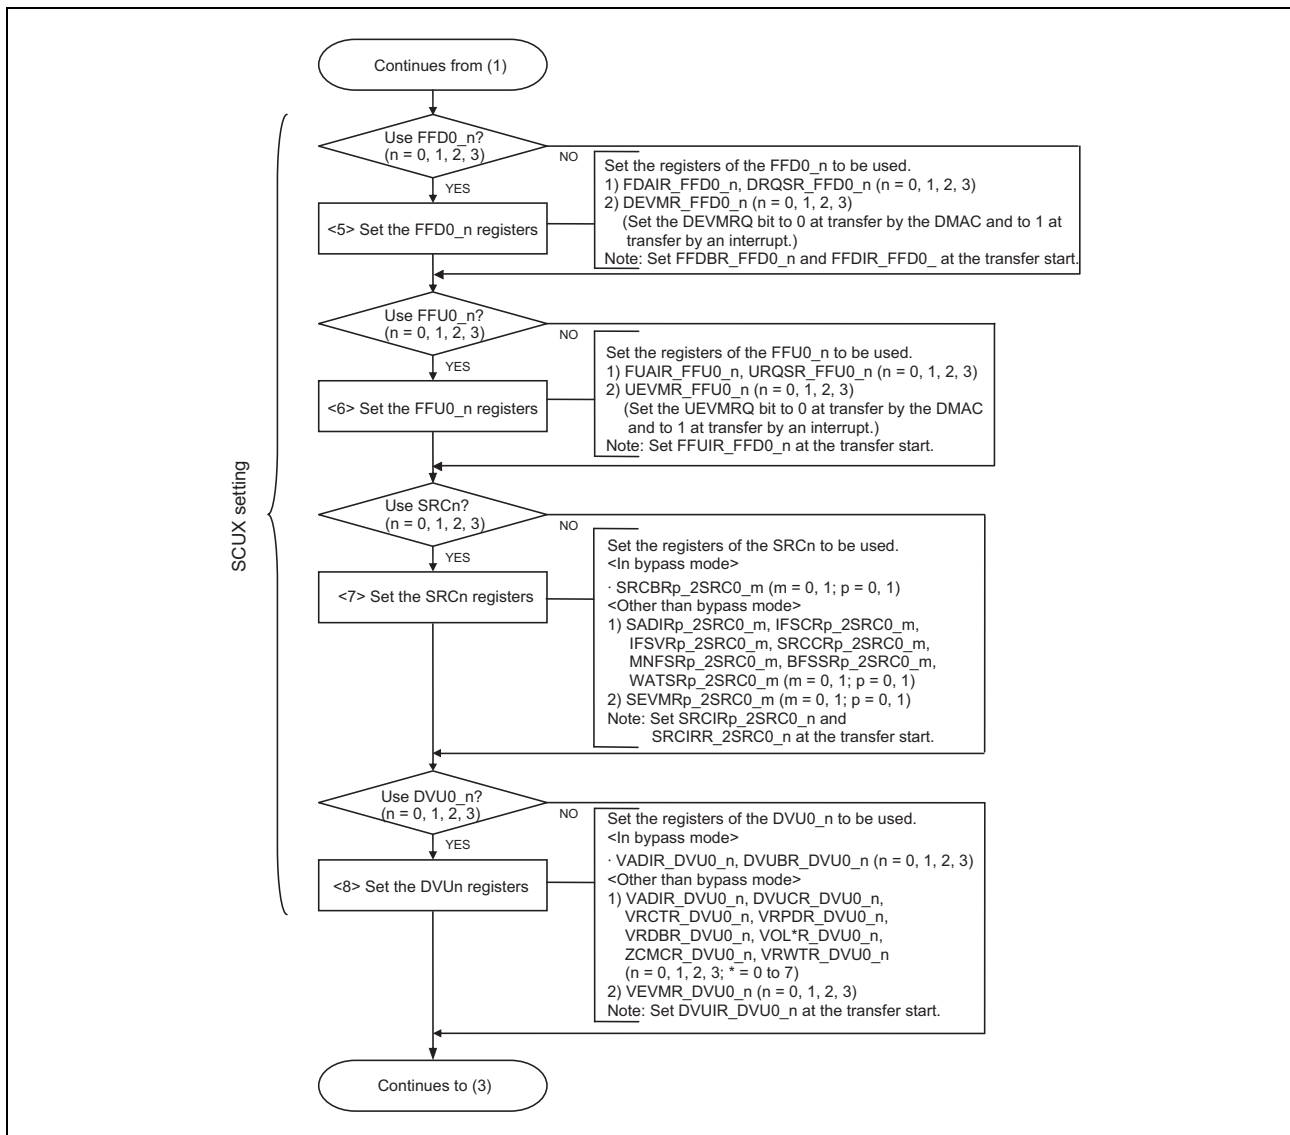 Continues from (1)
Use FFD0_n?
(n = 0, 1, 2, 3)
NO
YES
<5> Set the FFD0_n registers
Set the registers of the FFD0_n to be used.
1) FDAIR_FFD0_n, DRQSR_FFD0_n (n = 0, 1, 2, 3)
2) DEVMR_FFD0_n (n = 0, 1, 2, 3)
(Set the DEVMRQ bit to 0 at transfer by the DMAC and to 1 at
transfer by an interrupt.)
Note: Set FFDBR_FFD0_n and FFDIR_FFD0_ at the transfer start.
Use FFU0_n?
(n = 0, 1, 2, 3)
NO
YES
<6> Set the FFU0_n registers
Set the registers of the FFU0_n to be used.
1) FUAIR_FFU0_n, URQSR_FFU0_n (n = 0, 1, 2, 3)
2) UEVMR_FFU0_n (n = 0, 1, 2, 3)
(Set the UEVMRQ bit to 0 at transfer by the DMAC
and to 1 at transfer by an interrupt.)
Note: Set FFUIR_FFD0_n at the transfer start.
SCUX setting
Use SRCn?
(n = 0, 1, 2, 3)
NO
YES
<7> Set the SRCn registers
Set the registers of the SRCn to be used.
<In bypass mode>
· SRCBRp_2SRC0_m (m = 0, 1; p = 0, 1)
<Other than bypass mode>
1) SADIRp_2SRC0_m, IFSCRp_2SRC0_m,
IFSVRp_2SRC0_m, SRCCRp_2SRC0_m,
MNFSRp_2SRC0_m, BFSSRp_2SRC0_m,
WATSRp_2SRC0_m (m = 0, 1; p = 0, 1)
2) SEVMRp_2SRC0_m (m = 0, 1; p = 0, 1)
Note: Set SRCIRp_2SRC0_n and
SRCIRR_2SRC0_n at the transfer start.
Use DVU0_n?
(n = 0, 1, 2, 3)
NO
YES
<8> Set the DVUn registers
Set the registers of the DVU0_n to be used.
<In bypass mode>
· VADIR_DVU0_n, DVUBR_DVU0_n (n = 0, 1, 2, 3)
<Other than bypass mode>
1) VADIR_DVU0_n, DVUCR_DVU0_n,
VRCTR_DVU0_n, VRPDR_DVU0_n,
VRDBR_DVU0_n, VOL*R_DVU0_n,
ZCMCR_DVU0_n, VRWTR_DVU0_n
(n = 0, 1, 2, 3; * = 0 to 7)
2) VEVMR_DVU0_n (n = 0, 1, 2, 3)
Note: Set DVUIR_DVU0_n at the transfer start.
Continues to (3)